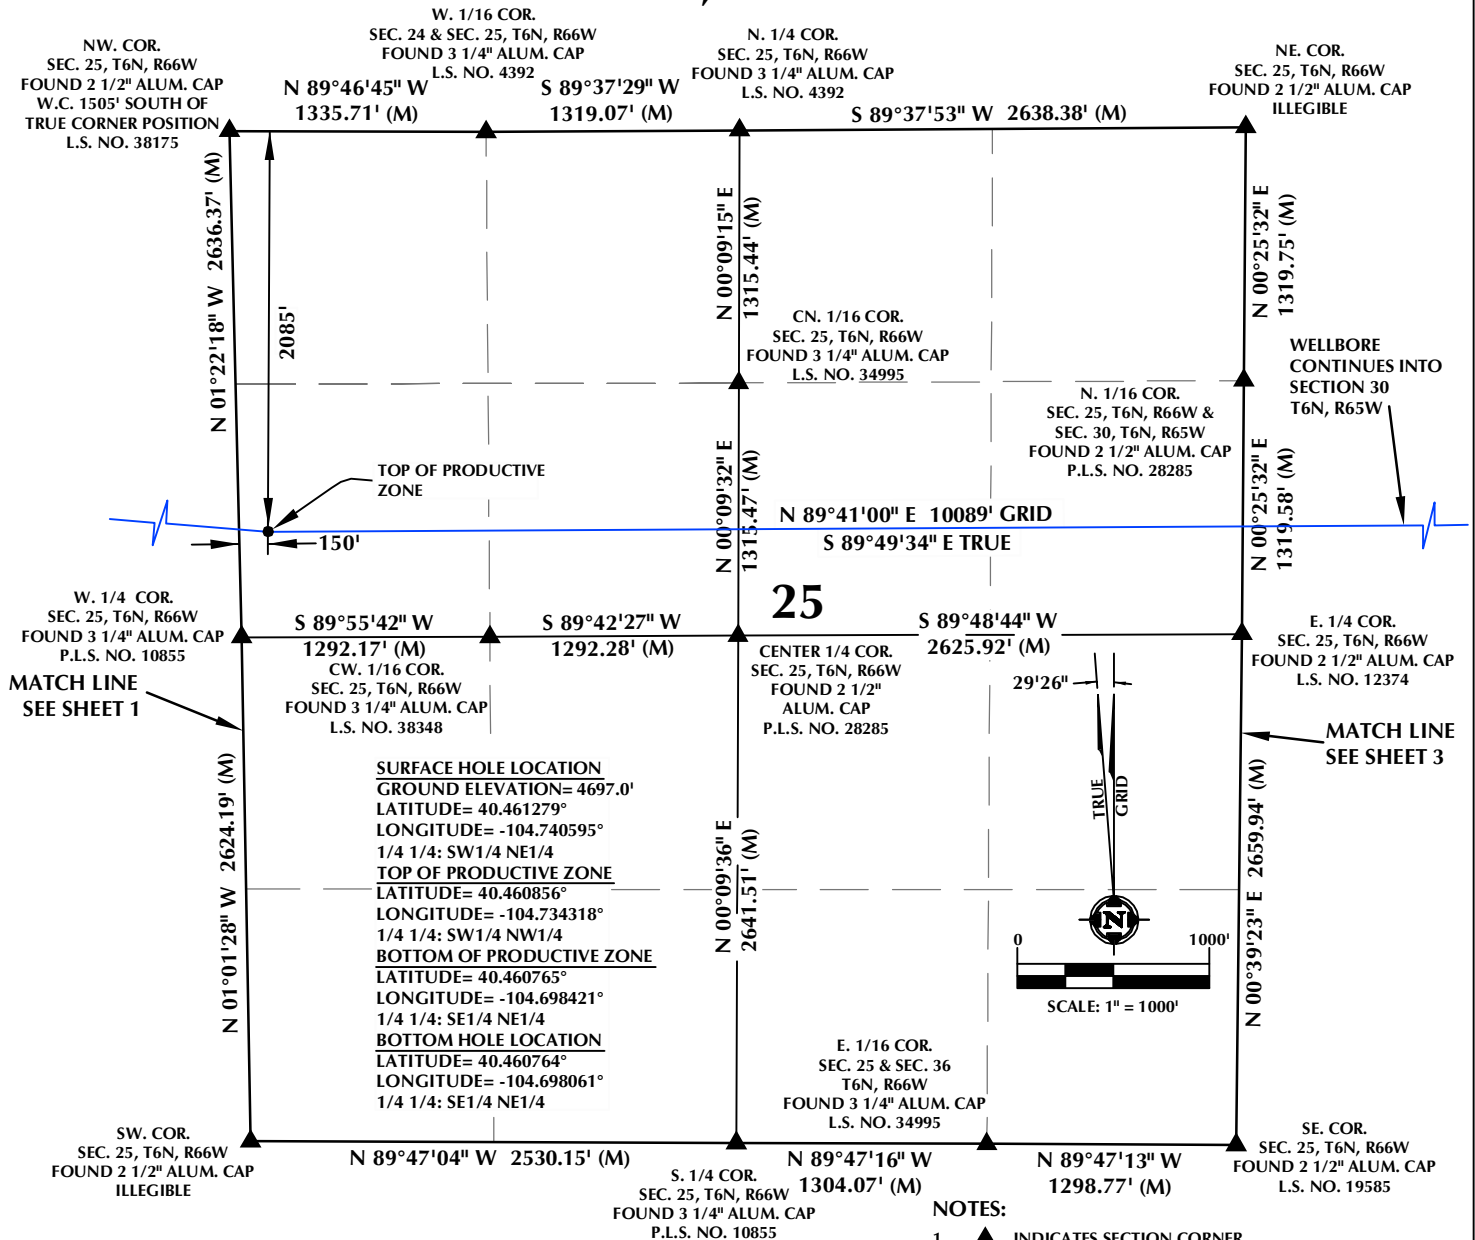 W. 1/16 COR.
SEC. 24 & SEC. 25, T6N, R66W
FOUND 3 1/4" ALUM. CAP
L.S. NO. 4392
N. 1/4 COR.
SEC. 25, T6N, R66W
FOUND 3 1/4" ALUM. CAP
L.S. NO. 4392
NW. COR.
SEC. 25, T6N, R66W
FOUND 2 1/2" ALUM. CAP
W.C. 1505' SOUTH OF
TRUE CORNER POSITION
L.S. NO. 38175
NE. COR.
SEC. 25, T6N, R66W
FOUND 2 1/2" ALUM. CAP
ILLEGIBLE
N 89°46'45" W
1335.71' (M)
S 89°37'29" W
1319.07' (M)
S 89°37'53" W 2638.38' (M)
N 01°22'18" W 2636.37' (M)
2085'
N 00°09'15" E
1315.44' (M)
N 00°25'32" E
1319.75' (M)
CN. 1/16 COR.
SEC. 25, T6N, R66W
FOUND 3 1/4" ALUM. CAP
L.S. NO. 34995
WELLBORE
CONTINUES INTO
SECTION 30
T6N, R65W
N. 1/16 COR.
SEC. 25, T6N, R66W &
SEC. 30, T6N, R65W
FOUND 2 1/2" ALUM. CAP
P.L.S. NO. 28285
TOP OF PRODUCTIVE
ZONE
N 00°09'32" E
1315.47' (M)
N 00°25'32" E
1319.58' (M)
N 89°41'00" E 10089' GRID
S 89°49'34" E TRUE
150'
25
W. 1/4 COR.
SEC. 25, T6N, R66W
FOUND 3 1/4" ALUM. CAP
P.L.S. NO. 10855
S 89°55'42" W
1292.17' (M)
S 89°42'27" W
1292.28' (M)
S 89°48'44" W
2625.92' (M)
E. 1/4 COR.
SEC. 25, T6N, R66W
FOUND 2 1/2" ALUM. CAP
L.S. NO. 12374
CW. 1/16 COR.
SEC. 25, T6N, R66W
FOUND 3 1/4" ALUM. CAP
L.S. NO. 38348
CENTER 1/4 COR.
SEC. 25, T6N, R66W
FOUND 2 1/2"
ALUM. CAP
P.L.S. NO. 28285
29'26"
MATCH LINE
SEE SHEET 1
MATCH LINE
SEE SHEET 3
TRUE
GRID
N
SURFACE HOLE LOCATION
GROUND ELEVATION= 4697.0'
LATITUDE= 40.461279°
LONGITUDE= -104.740595°
1/4 1/4: SW1/4 NE1/4
TOP OF PRODUCTIVE ZONE
LATITUDE= 40.460856°
LONGITUDE= -104.734318°
1/4 1/4: SW1/4 NW1/4
BOTTOM OF PRODUCTIVE ZONE
LATITUDE= 40.460765°
LONGITUDE= -104.698421°
1/4 1/4: SE1/4 NE1/4
BOTTOM HOLE LOCATION
LATITUDE= 40.460764°
LONGITUDE= -104.698061°
1/4 1/4: SE1/4 NE1/4
N 01°01'28" W 2624.19' (M)
N 00°09'36" E
2641.51' (M)
N 00°39'23" E 2659.94' (M)
0 1000'
SCALE: 1" = 1000'
E. 1/16 COR.
SEC. 25 & SEC. 36
T6N, R66W
FOUND 3 1/4" ALUM. CAP
L.S. NO. 34995
SW. COR.
SEC. 25, T6N, R66W
FOUND 2 1/2" ALUM. CAP
ILLEGIBLE
N 89°47'04" W 2530.15' (M)
S. 1/4 COR.
SEC. 25, T6N, R66W
FOUND 3 1/4" ALUM. CAP
P.L.S. NO. 10855
N 89°47'16" W
1304.07' (M)
N 89°47'13" W
1298.77' (M)
SE. COR.
SEC. 25, T6N, R66W
FOUND 2 1/2" ALUM. CAP
L.S. NO. 19585
NOTES:
1. INDICATES SECTION CORNER